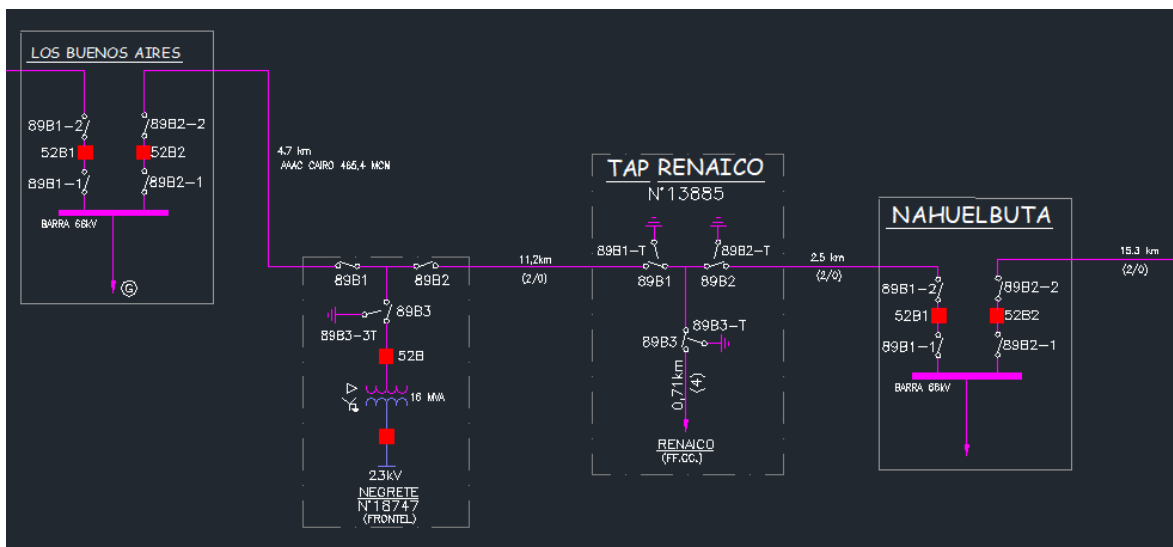 LOS BUENOS AIRES
89B1-2
89B2-2
52B1
52B2
89B1-1
89B2-1
BARRA 66kV
G
4.7 km
AAAC CAIRO 465,4 MCM
89B1
89B2
89B3
89B3-3T
52B
16 MVA
23kV
NEGRETE
N°18747
(FRONTEL)
11,2km
(2/0)
TAP RENAICO
N°13885
89B1-T
89B2-T
89B1
89B2
89B3-T
89B3
0,71km
(4)
RENAICO
(FF.CC.)
2.5 km
(2/0)
NAHUELBUTA
89B1-2
89B2-2
52B1
52B2
89B1-1
89B2-1
BARRA 66kV
15.3 km
(2/0)